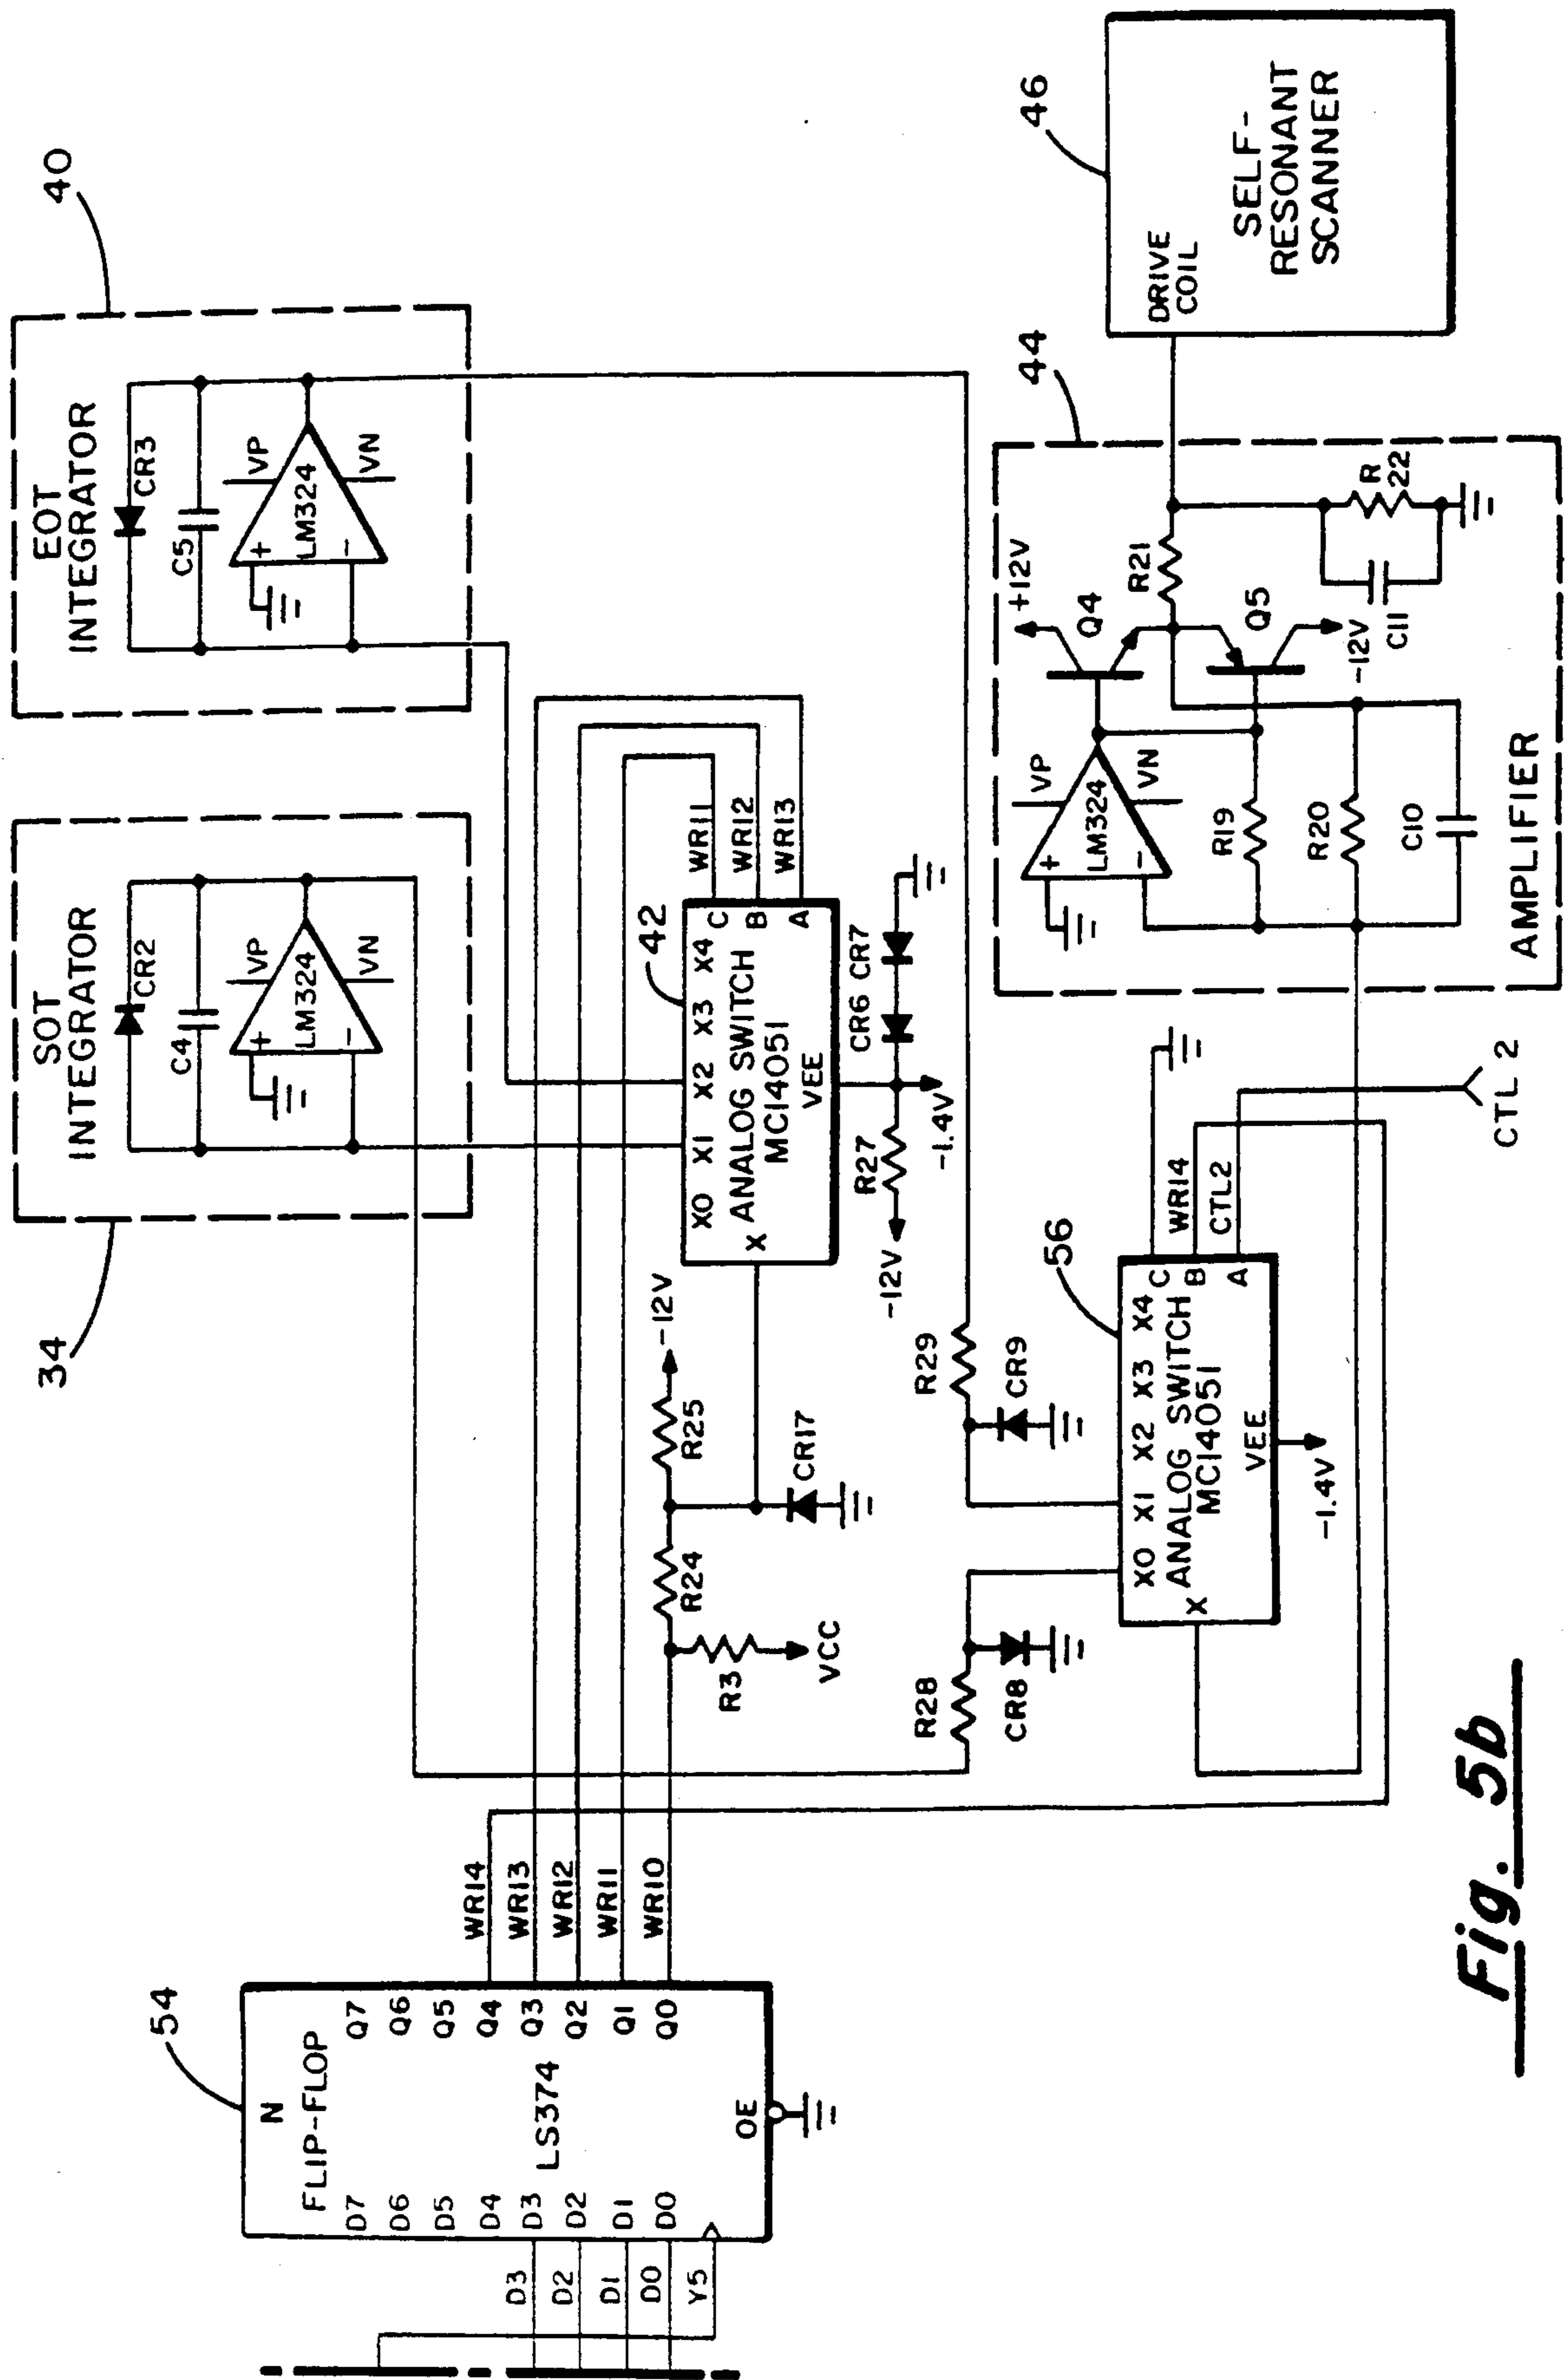 54
N
FLIP-FLOP
D7 Q7
D6 Q6
D5 Q5
D4 Q4
D3 D3 Q3
D2 D2 Q2
D1 D1 Q1
D0 D0 Q0
Y5
LS374
OE
WR14
WR13
WR12
WR11
WR10
34
SOT
INTEGRATOR
CR2
C4
VP
+
LM324
-
VN
40
EOT
INTEGRATOR
CR3
C5
VP
+
LM324
-
VN
R3
VCC
R24
R25
-12V
CR17
42
X0 X1 X2 X3 X4
X
ANALOG SWITCH
MC14051
VEE
C
B
A
WR11
WR12
WR13
R27
-12V
-1.4V
CR6 CR7
R28
CR8
R29
CR9
56
X0 X1 X2 X3 X4
X
ANALOG SWITCH
MC14051
VEE
-1.4V
C
B
A
WR14
CTL2
CTL 2
44
VP
+
LM324
-
VN
+12V
Q4
R21
Q5
-12V
R19
R20
C10
C11
R
22
AMPLIFIER
46
DRIVE
COIL
SELF-
RESONANT
SCANNER
Fig. 5b